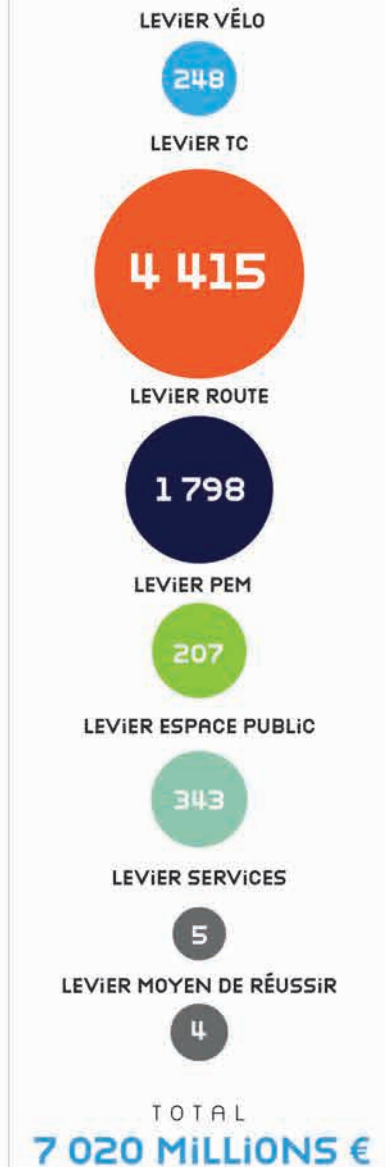 LEViER VÉLO
248
LEViER TC
4 415
LEViER ROUTE
1 798
LEViER PEM
207
LEViER ESPACE PUBLiC
343
LEViER SERViCES
5
LEViER MOYEN DE RÉUSSiR
4
TOTAL
7 020 MiLLiONS €